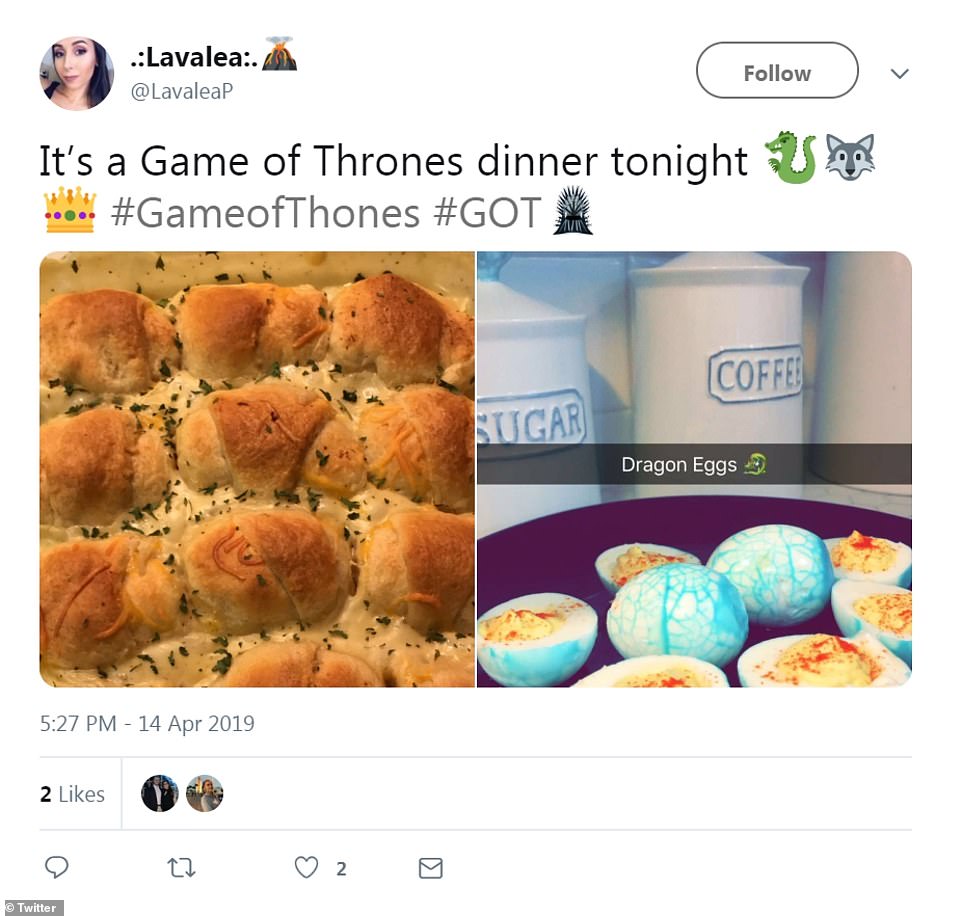 .:Lavalea:.🌋
@LavaleaP
Follow
It’s a Game of Thrones dinner tonight 🐉🐺
👑 #GameofThones #GOT
SUGAR
COFFEE
Dragon Eggs 🐲
5:27 PM - 14 Apr 2019
2 Likes
2
© Twitter